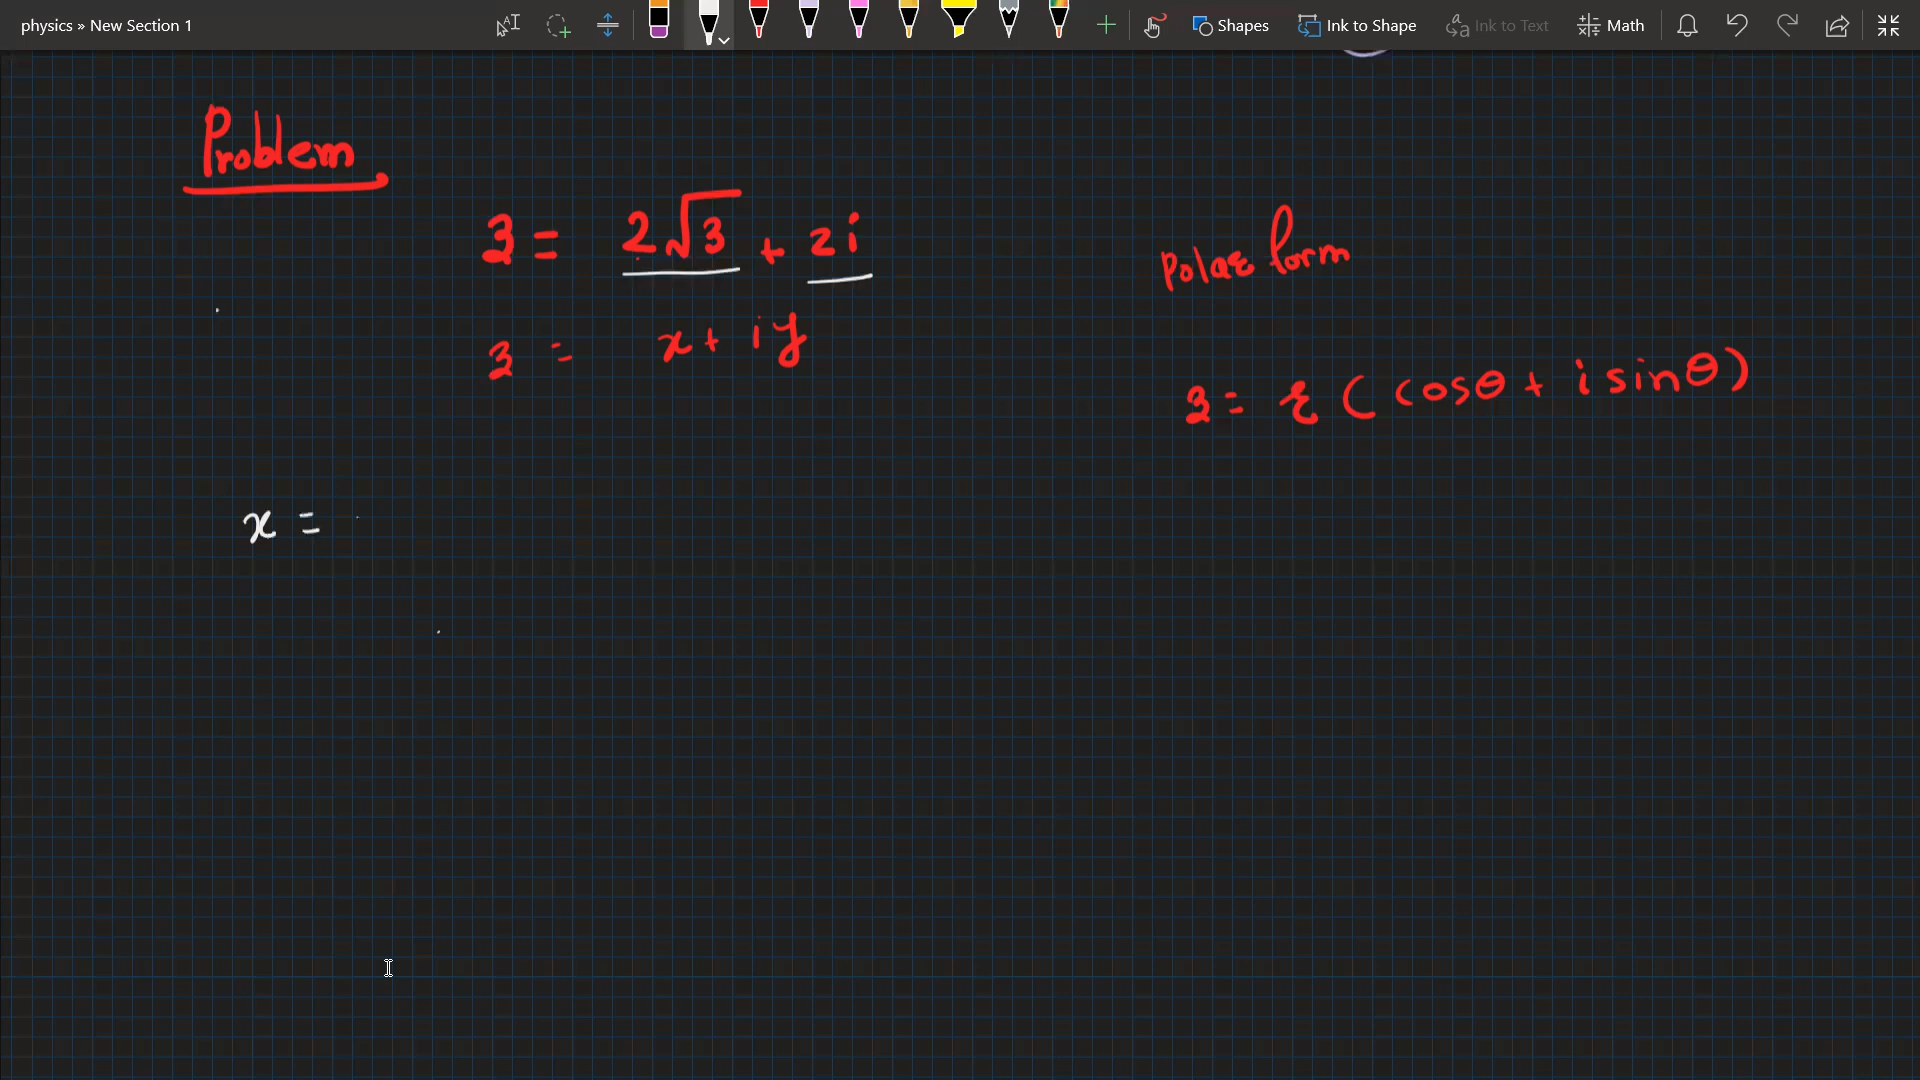 physics » New Section 1
Shapes
Ink to Shape
Ink to Text
Math
Problem
z = 2√3 + 2i
Polar form
z = x + iy
z = r ( cosθ + i sinθ )
x =